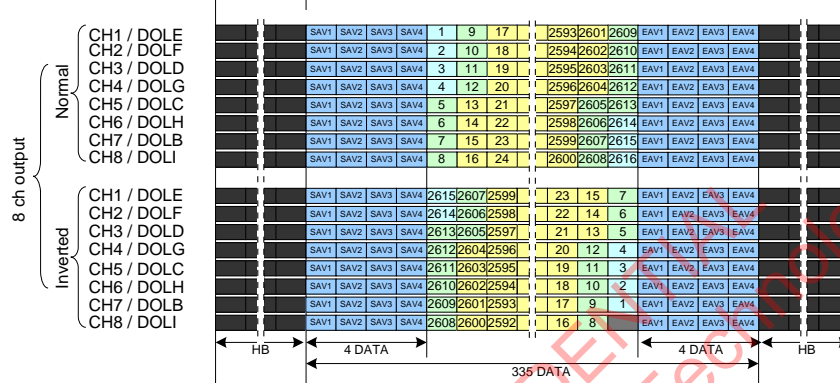 CH1 / DOLE SAV1 SAV2 SAV3 SAV4 1 9 17 2593 2601 2609 EAV1 EAV2 EAV3 EAV4
CH2 / DOLF SAV1 SAV2 SAV3 SAV4 2 10 18 2594 2602 2610 EAV1 EAV2 EAV3 EAV4
CH3 / DOLD SAV1 SAV2 SAV3 SAV4 3 11 19 2595 2603 2611 EAV1 EAV2 EAV3 EAV4
CH4 / DOLG SAV1 SAV2 SAV3 SAV4 4 12 20 2596 2604 2612 EAV1 EAV2 EAV3 EAV4
CH5 / DOLC SAV1 SAV2 SAV3 SAV4 5 13 21 2597 2605 2613 EAV1 EAV2 EAV3 EAV4
CH6 / DOLH SAV1 SAV2 SAV3 SAV4 6 14 22 2598 2606 2614 EAV1 EAV2 EAV3 EAV4
CH7 / DOLB SAV1 SAV2 SAV3 SAV4 7 15 23 2599 2607 2615 EAV1 EAV2 EAV3 EAV4
CH8 / DOLI SAV1 SAV2 SAV3 SAV4 8 16 24 2600 2608 2616 EAV1 EAV2 EAV3 EAV4
Normal
8 ch output
Inverted
CH1 / DOLE SAV1 SAV2 SAV3 SAV4 2615 2607 2599 23 15 7 EAV1 EAV2 EAV3 EAV4
CH2 / DOLF SAV1 SAV2 SAV3 SAV4 2614 2606 2598 22 14 6 EAV1 EAV2 EAV3 EAV4
CH3 / DOLD SAV1 SAV2 SAV3 SAV4 2613 2605 2597 21 13 5 EAV1 EAV2 EAV3 EAV4
CH4 / DOLG SAV1 SAV2 SAV3 SAV4 2612 2604 2596 20 12 4 EAV1 EAV2 EAV3 EAV4
CH5 / DOLC SAV1 SAV2 SAV3 SAV4 2611 2603 2595 19 11 3 EAV1 EAV2 EAV3 EAV4
CH6 / DOLH SAV1 SAV2 SAV3 SAV4 2610 2602 2594 18 10 2 EAV1 EAV2 EAV3 EAV4
CH7 / DOLB SAV1 SAV2 SAV3 SAV4 2609 2601 2593 17 9 1 EAV1 EAV2 EAV3 EAV4
CH8 / DOLI SAV1 SAV2 SAV3 SAV4 2608 2600 2592 16 8 EAV1 EAV2 EAV3 EAV4
HB 4 DATA 4 DATA HB
335 DATA